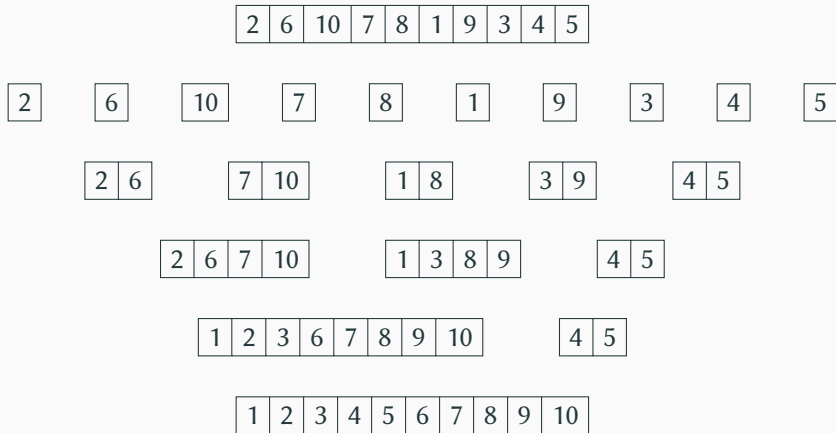 2 6 10 7 8 1 9 3 4 5
2 6 10 7 8 1 9 3 4 5
2 6 7 10 1 8 3 9 4 5
2 6 7 10 1 3 8 9 4 5
1 2 3 6 7 8 9 10 4 5
1 2 3 4 5 6 7 8 9 10